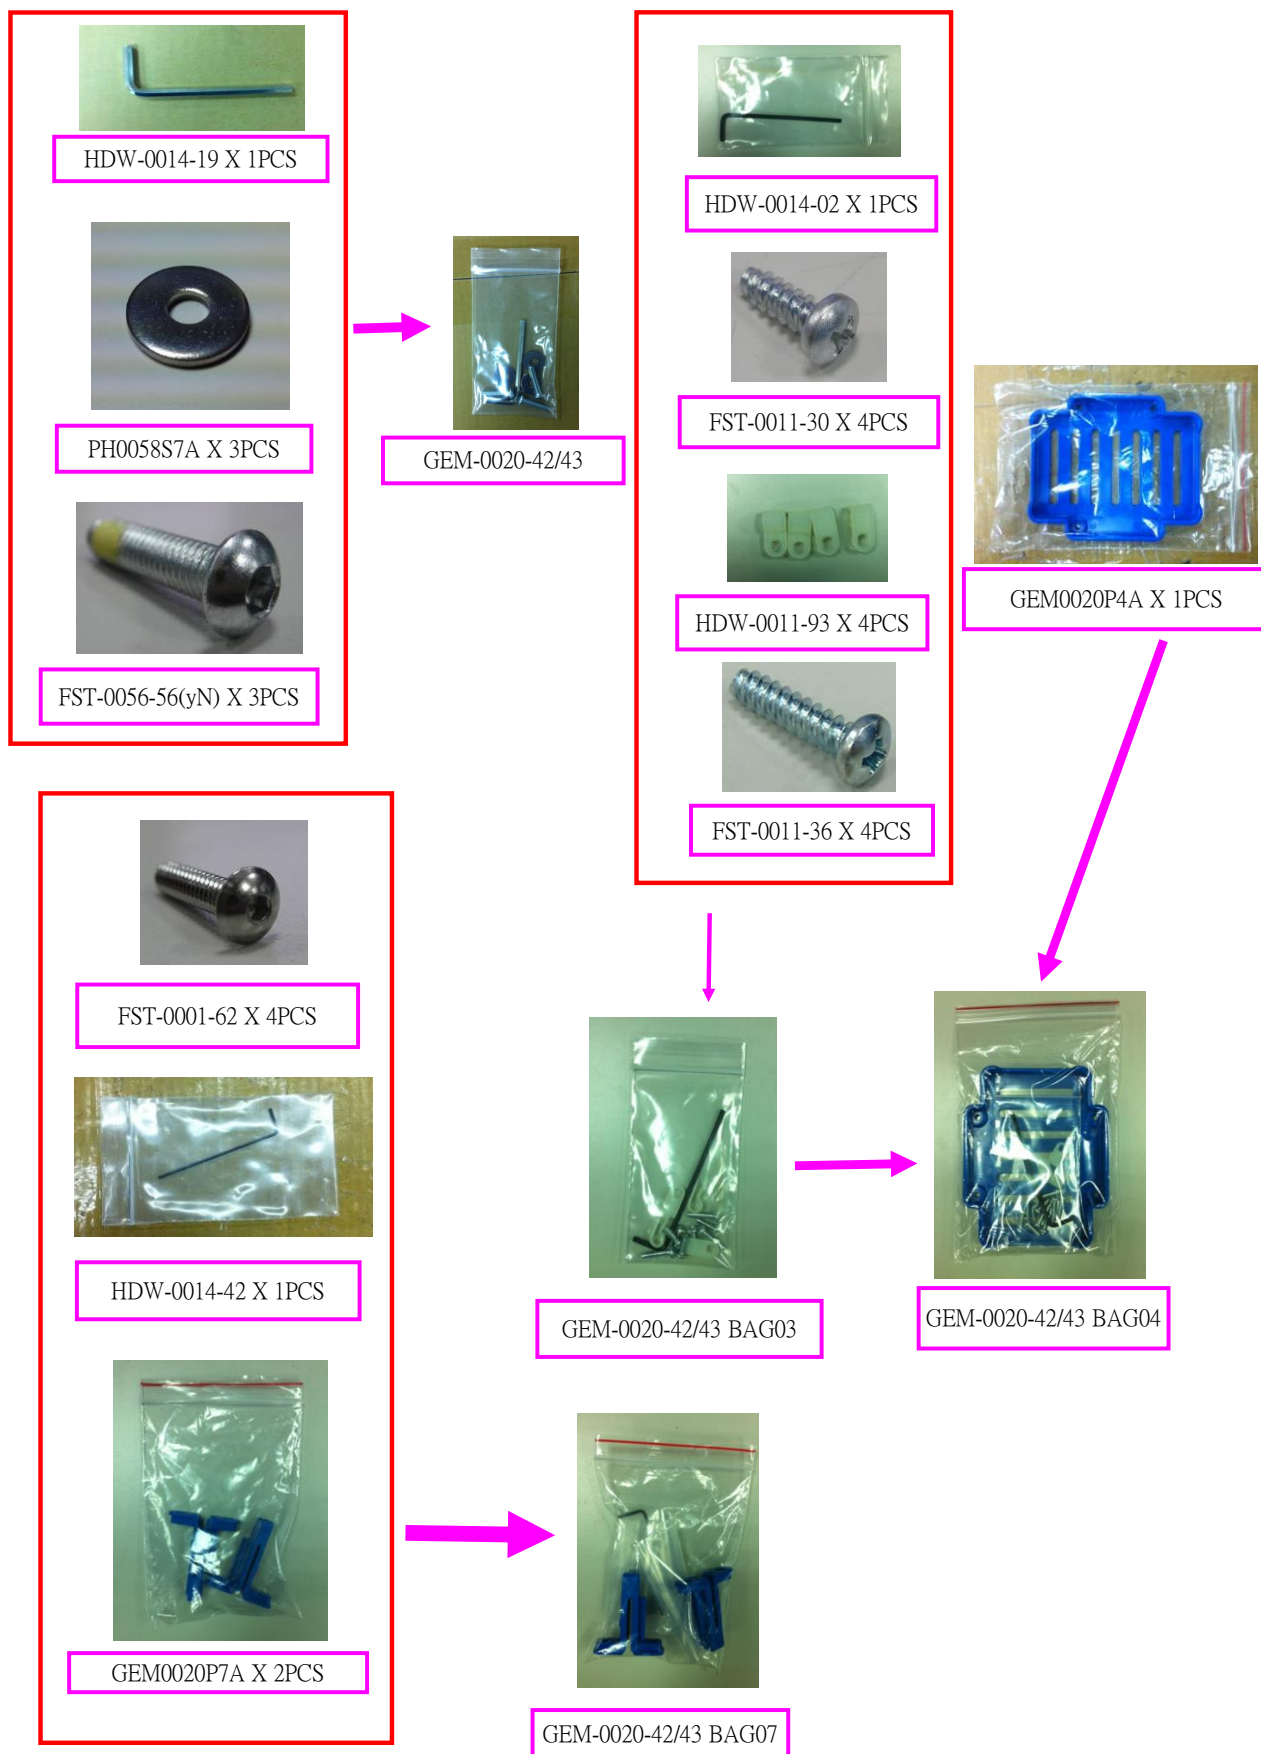 HDW-0014-19 X 1PCS
PH0058S7A X 3PCS
FST-0056-56(yN) X 3PCS
GEM-0020-42/43
HDW-0014-02 X 1PCS
FST-0011-30 X 4PCS
HDW-0011-93 X 4PCS
FST-0011-36 X 4PCS
GEM0020P4A X 1PCS
FST-0001-62 X 4PCS
HDW-0014-42 X 1PCS
GEM0020P7A X 2PCS
GEM-0020-42/43 BAG03
GEM-0020-42/43 BAG04
GEM-0020-42/43 BAG07